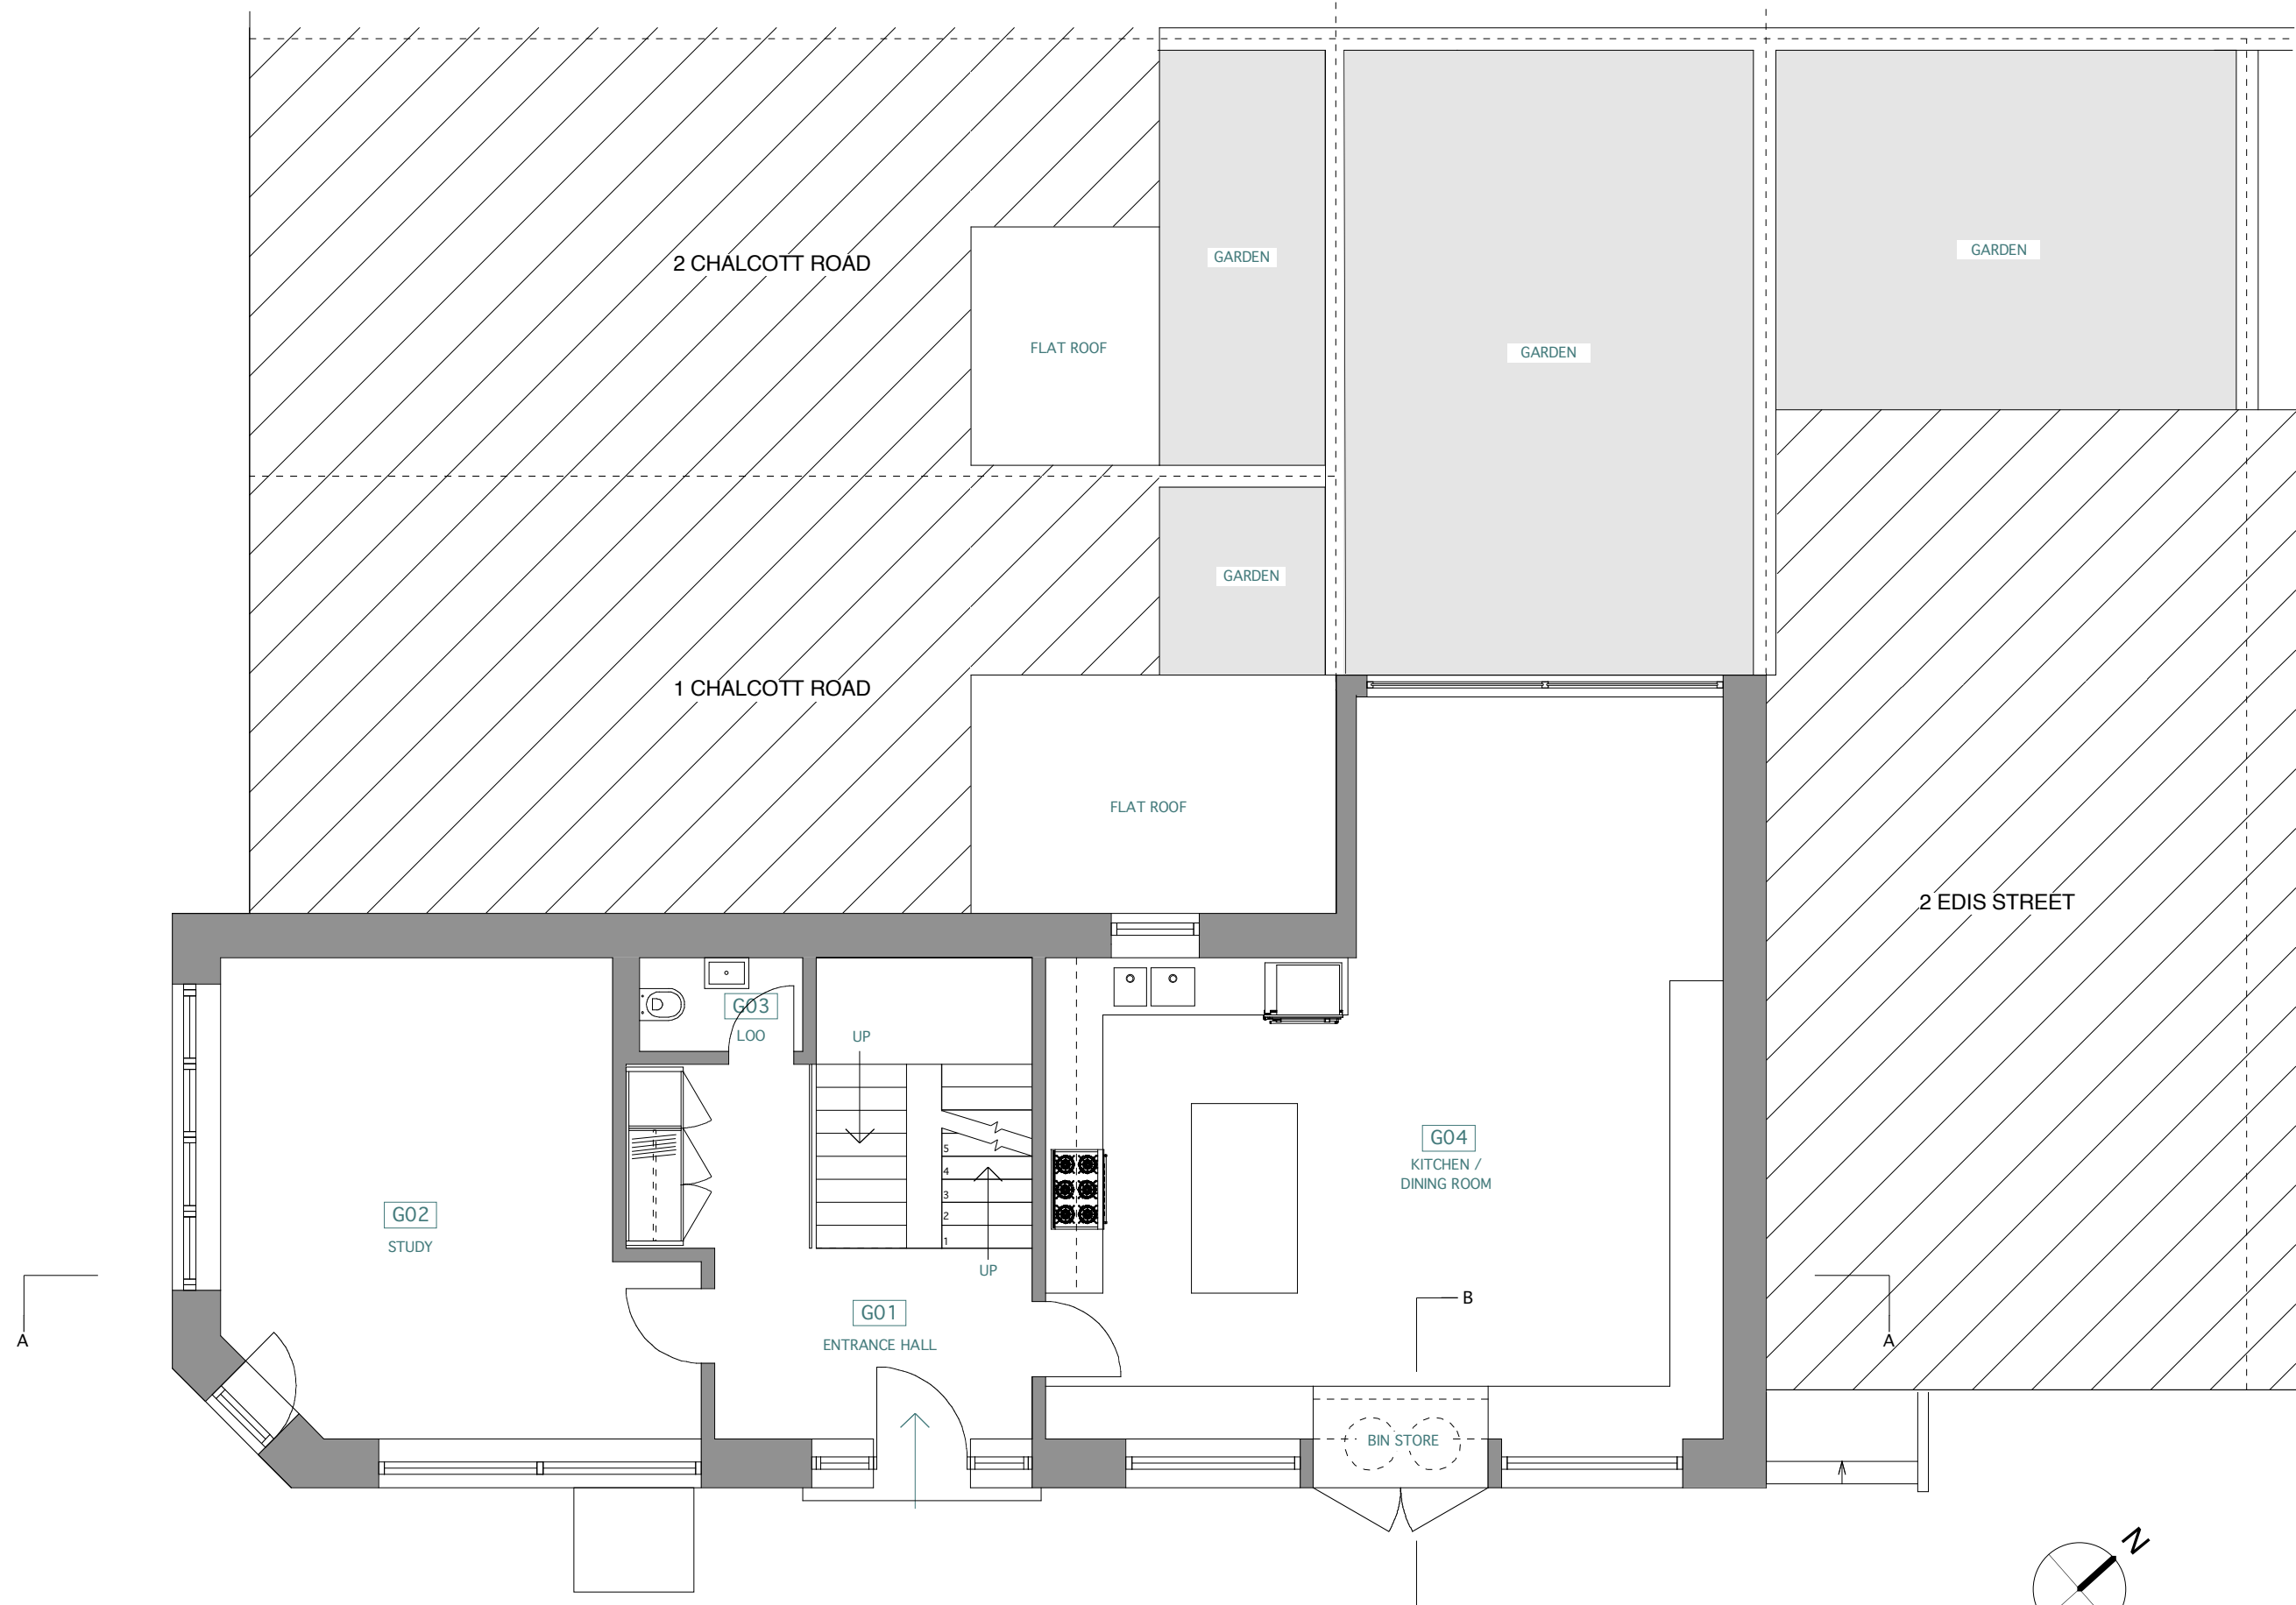 GARDEN
2 CHALCOTT ROAD
GARDEN
FLAT ROOF
GARDEN
GARDEN
1 CHALCOTT ROAD
FLAT ROOF
2 EDIS STREET
G03
LOO
UP
G04
KITCHEN /
DINING ROOM
5
4
3
2
1
G02
STUDY
UP
B
G01
ENTRANCE HALL
A
A
BIN STORE
N